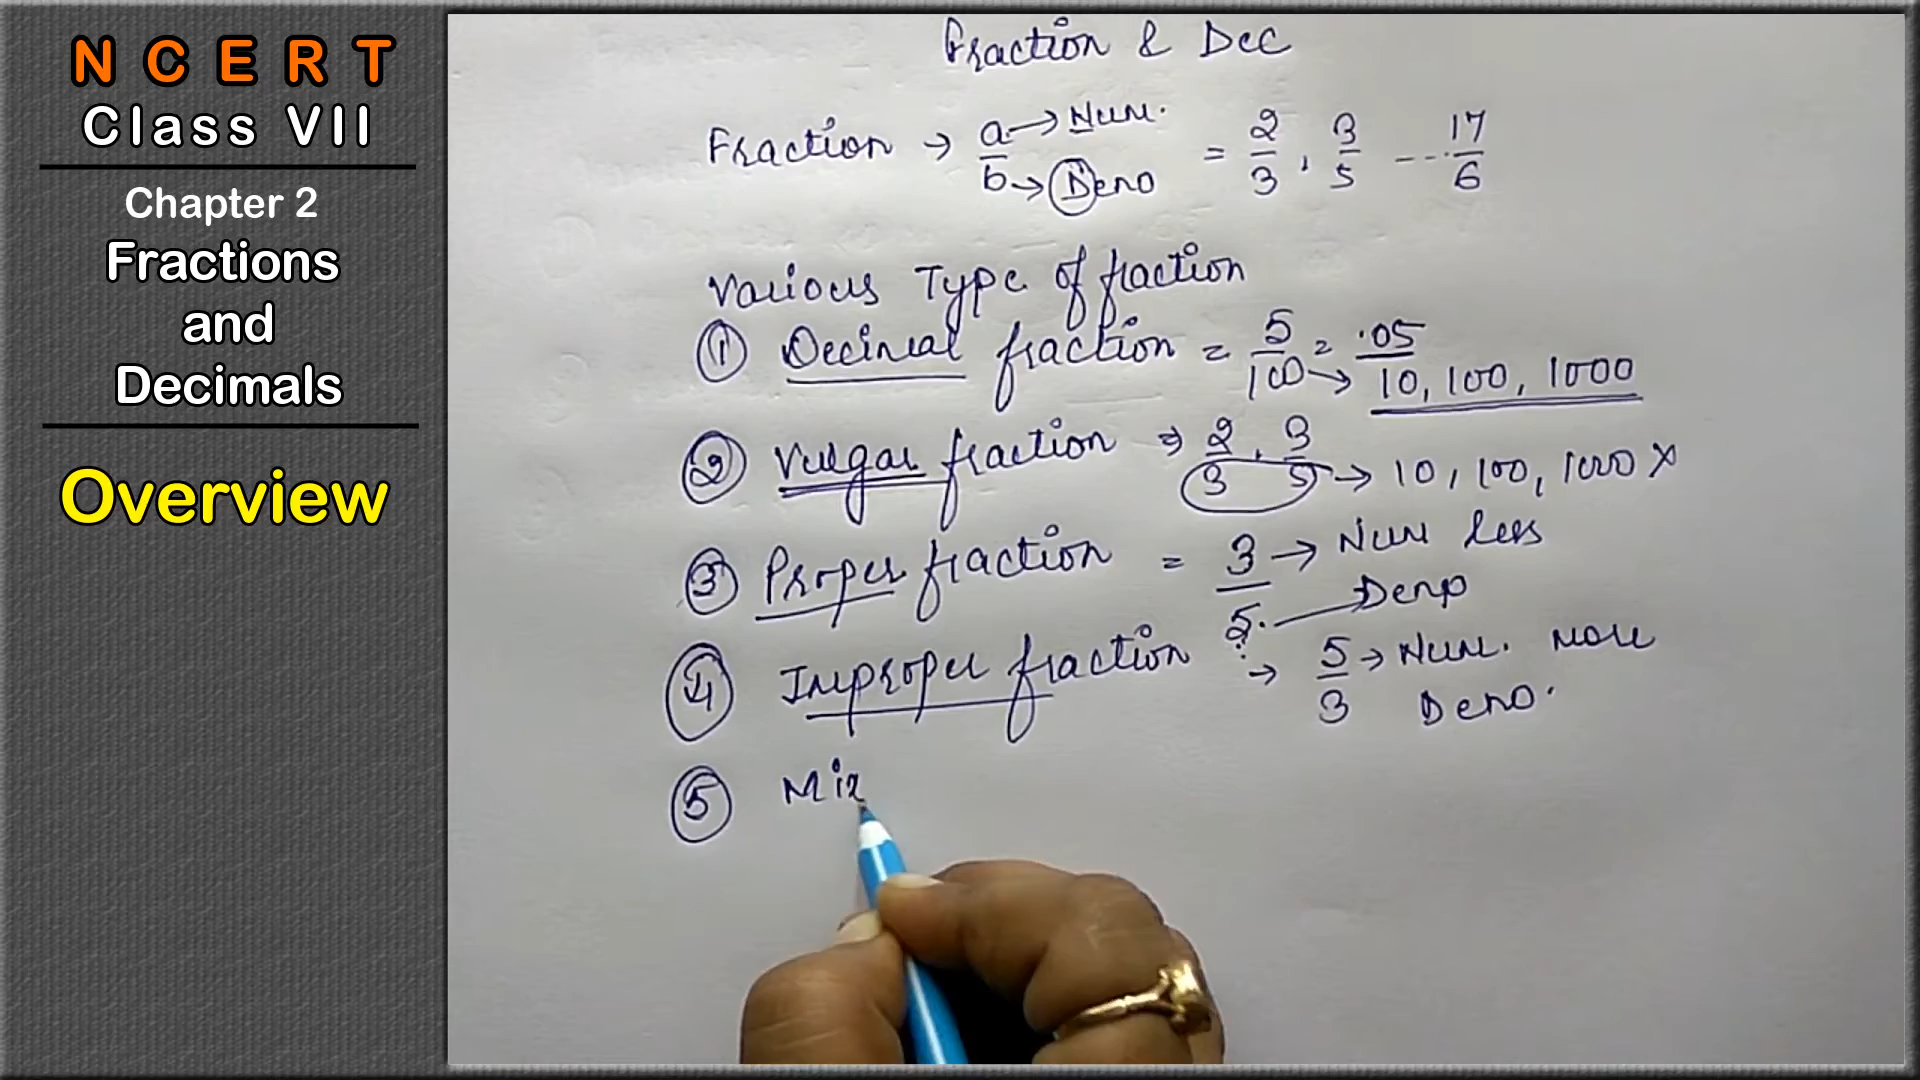 N C E R T
Class VII
Chapter 2
Fractions
and
Decimals
Overview
Fraction & Dec
Fraction → a/b → Num. → Deno = 2/3, 3/5 ---- 17/6
Various Type of fraction
① Decimal fraction = 5/100 = .05 → 10, 100, 1000
② Vulgar fraction ⇒ 2/3, 3/5 → 10, 100, 1000 X
③ Proper fraction = 3/5 → Num less Deno
④ Improper fraction → 5/3 → Num. more Deno.
⑤ Mix